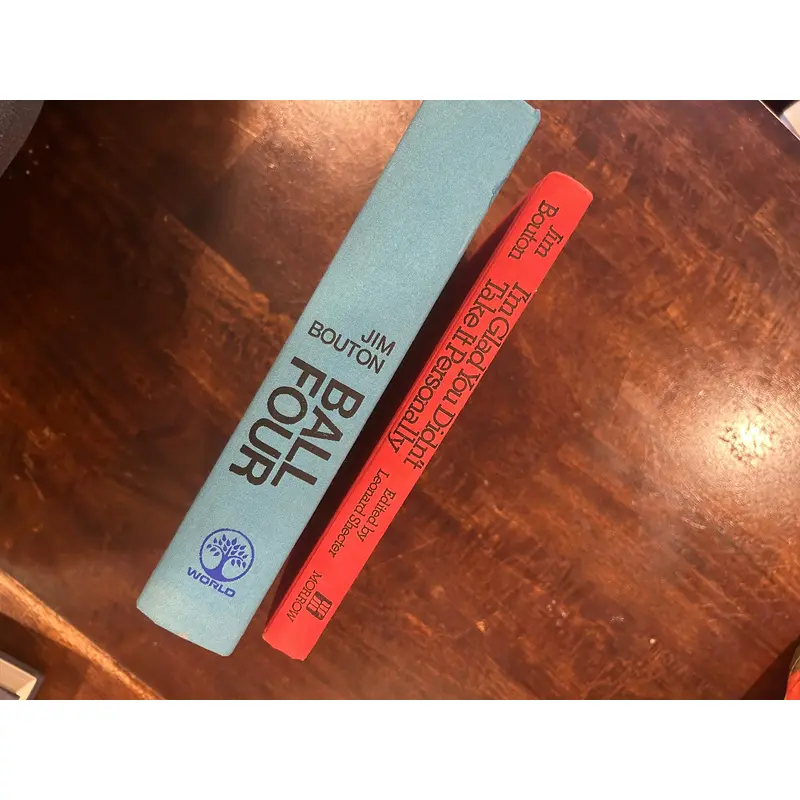 JIM
BOUTON
BALL
FOUR
WORLD
Jim
Bouton
I'm Glad You Didn't
Take It Personally
Edited by
Leonard Shecter
MORROW